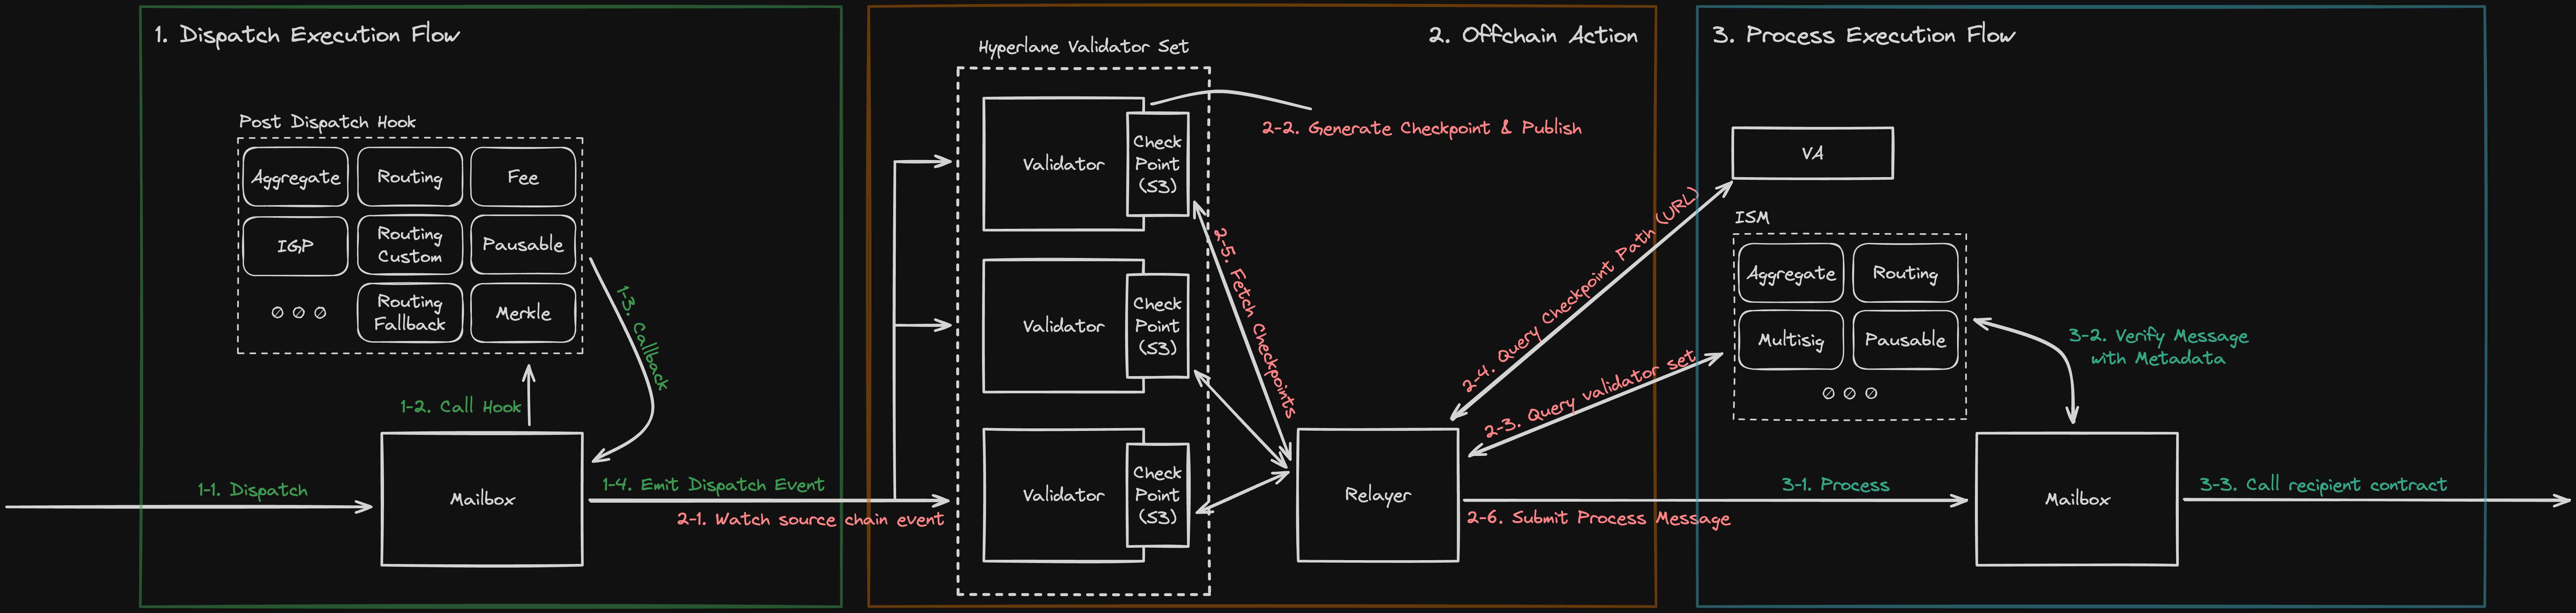 1. Dispatch Execution Flow
Post Dispatch Hook
Aggregate
Routing
Fee
IGP
Routing
Custom
Pausable
Routing
Fallback
Merkle
1-3. Callback
1-2. Call Hook
1-1. Dispatch
Mailbox
1-4. Emit Dispatch Event
2-1. Watch source chain event
2. Offchain Action
Hyperlane Validator Set
Validator
Check
Point
(S3)
2-2. Generate Checkpoint & Publish
Validator
Check
Point
(S3)
Validator
Check
Point
(S3)
2-5. Fetch Checkpoints
2-4. Query Checkpoint Path (URL)
2-3. Query validator set
Relayer
2-6. Submit Process Message
3. Process Execution Flow
VA
ISM
Aggregate
Routing
Multisig
Pausable
3-2. Verify Message
with Metadata
3-1. Process
Mailbox
3-3. Call recipient contract